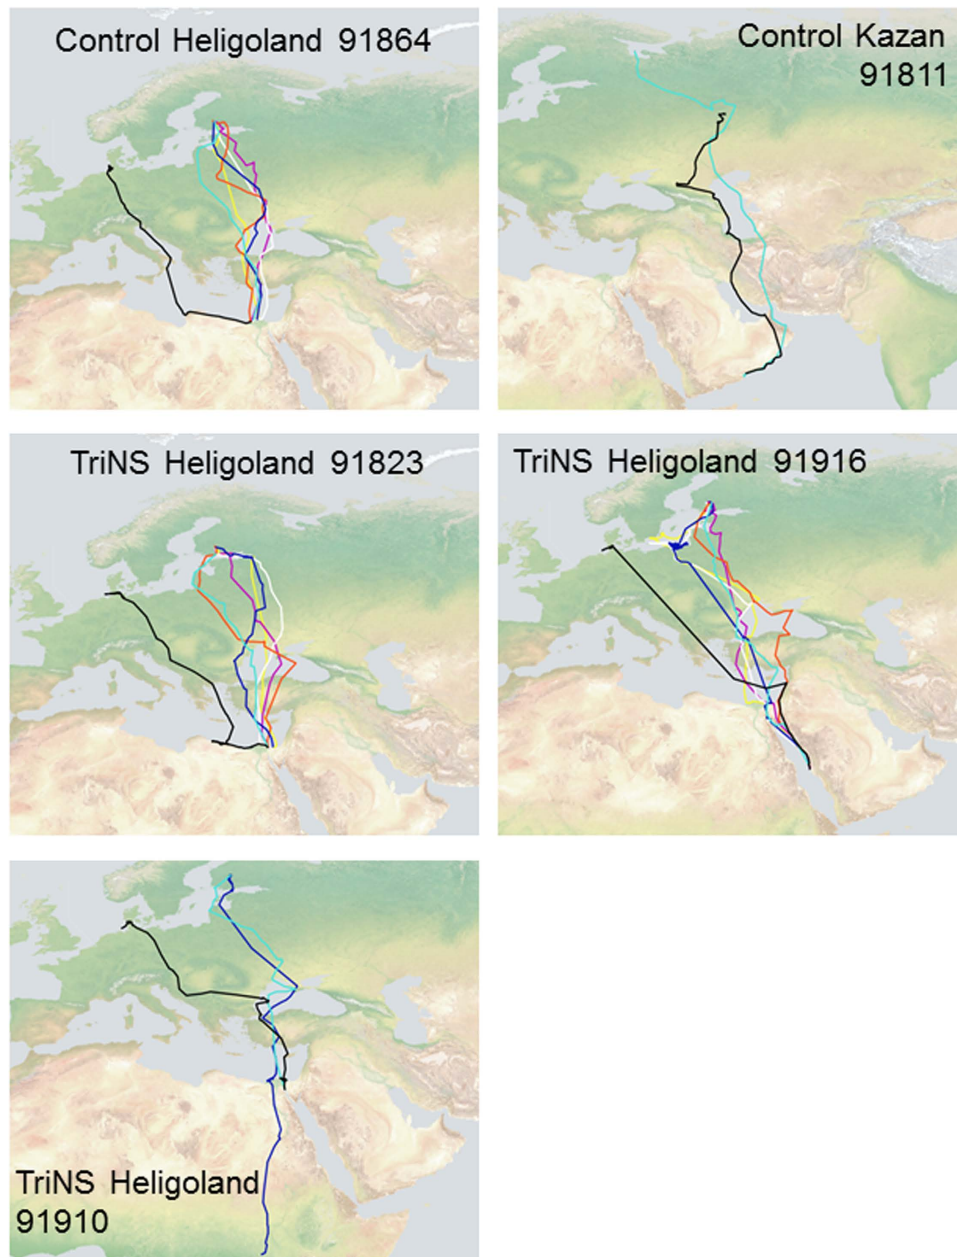 Control Heligoland 91864
Control Kazan
91811
TriNS Heligoland 91823
TriNS Heligoland 91916
TriNS Heligoland
91910